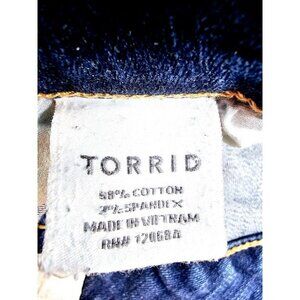 TORRID
98% COTTON
2% SPANDEX
MADE IN VIETNAM
RN# 120684